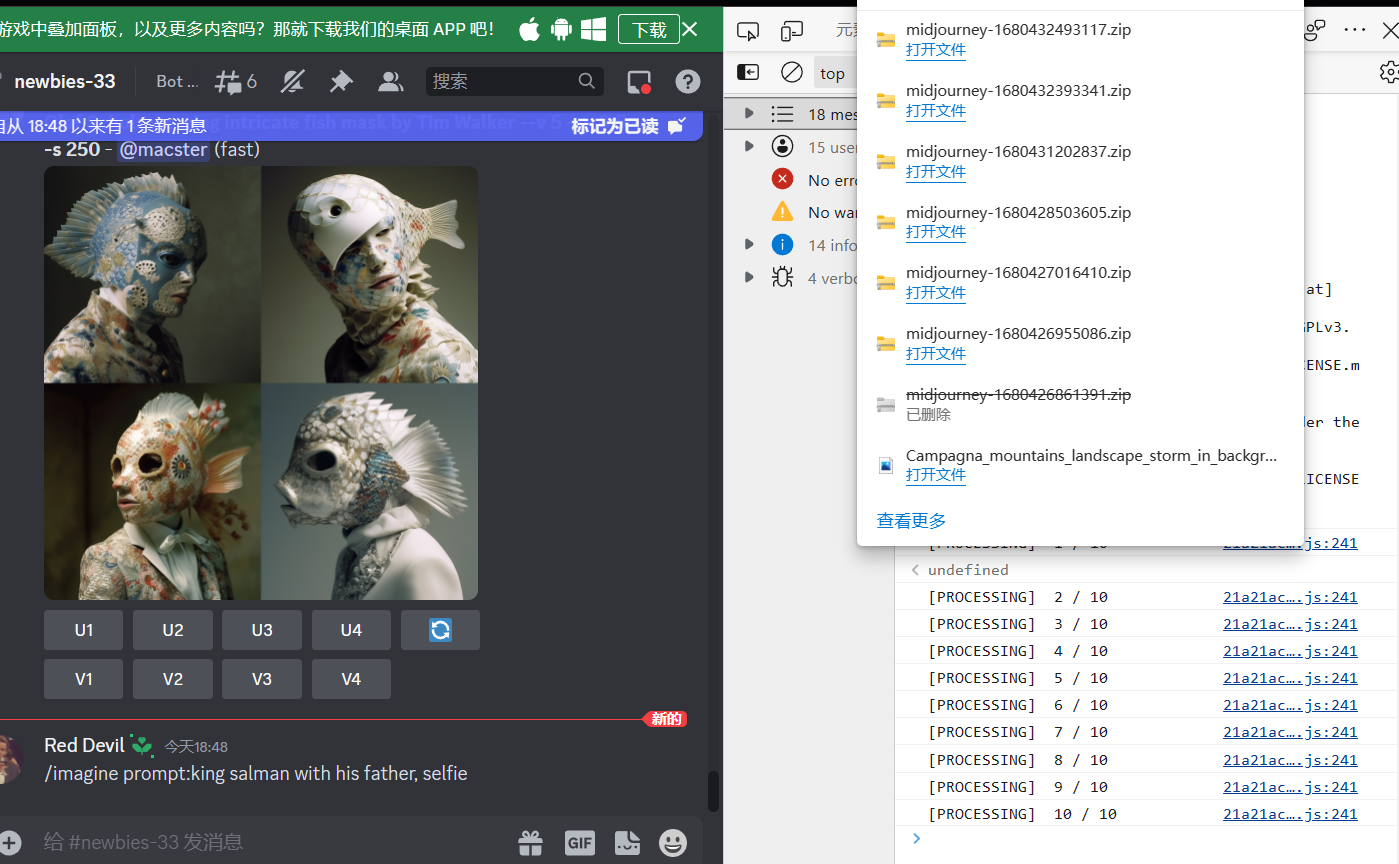 游戏中叠加面板，以及更多内容吗？那就下载我们的桌面 APP 吧！ 下载
newbies-33 Bot ... 6 搜索
自从 18:48 以来有 1 条新消息 标记为已读
-s 250 - @macster (fast)
U1 U2 U3 U4
V1 V2 V3 V4
新的
Red Devil 今天18:48
/imagine prompt:king salman with his father, selfie
给 #newbies-33 发消息
GIF
top
18 mes
15 user
No erro
No war
14 info
4 verbo
midjourney-1680432493117.zip
打开文件
midjourney-1680432393341.zip
打开文件
midjourney-1680431202837.zip
打开文件
midjourney-1680428503605.zip
打开文件
midjourney-1680427016410.zip
打开文件
midjourney-1680426955086.zip
打开文件
midjourney-1680426861391.zip
已删除
Campagna_mountains_landscape_storm_in_backgr...
打开文件
查看更多
at]
PLv3.
ENSE.m
er the
ICENSE
[PROCESSING] 1 / 10 21a21ac….js:241
undefined
[PROCESSING] 2 / 10 21a21ac….js:241
[PROCESSING] 3 / 10 21a21ac….js:241
[PROCESSING] 4 / 10 21a21ac….js:241
[PROCESSING] 5 / 10 21a21ac….js:241
[PROCESSING] 6 / 10 21a21ac….js:241
[PROCESSING] 7 / 10 21a21ac….js:241
[PROCESSING] 8 / 10 21a21ac….js:241
[PROCESSING] 9 / 10 21a21ac….js:241
[PROCESSING] 10 / 10 21a21ac….js:241